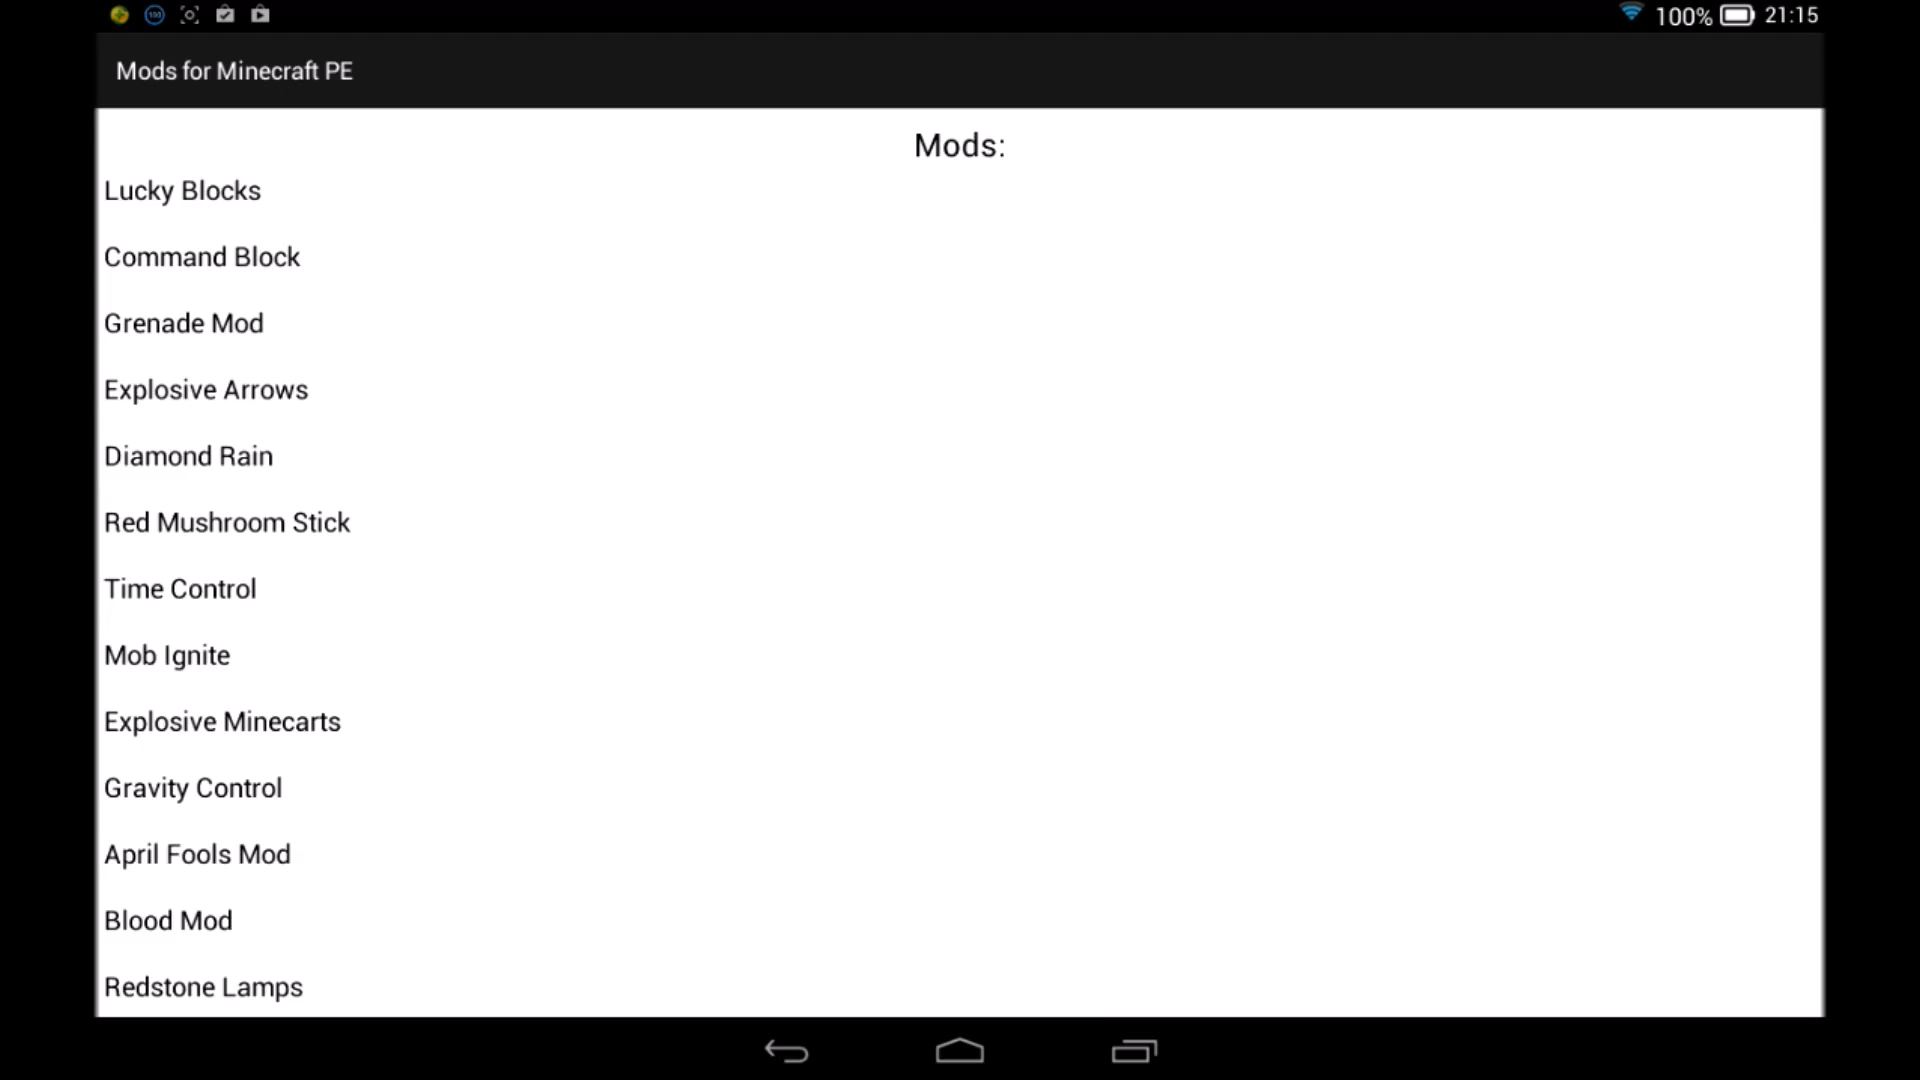 100% 21:15
Mods for Minecraft PE
Mods:
Lucky Blocks
Command Block
Grenade Mod
Explosive Arrows
Diamond Rain
Red Mushroom Stick
Time Control
Mob Ignite
Explosive Minecarts
Gravity Control
April Fools Mod
Blood Mod
Redstone Lamps